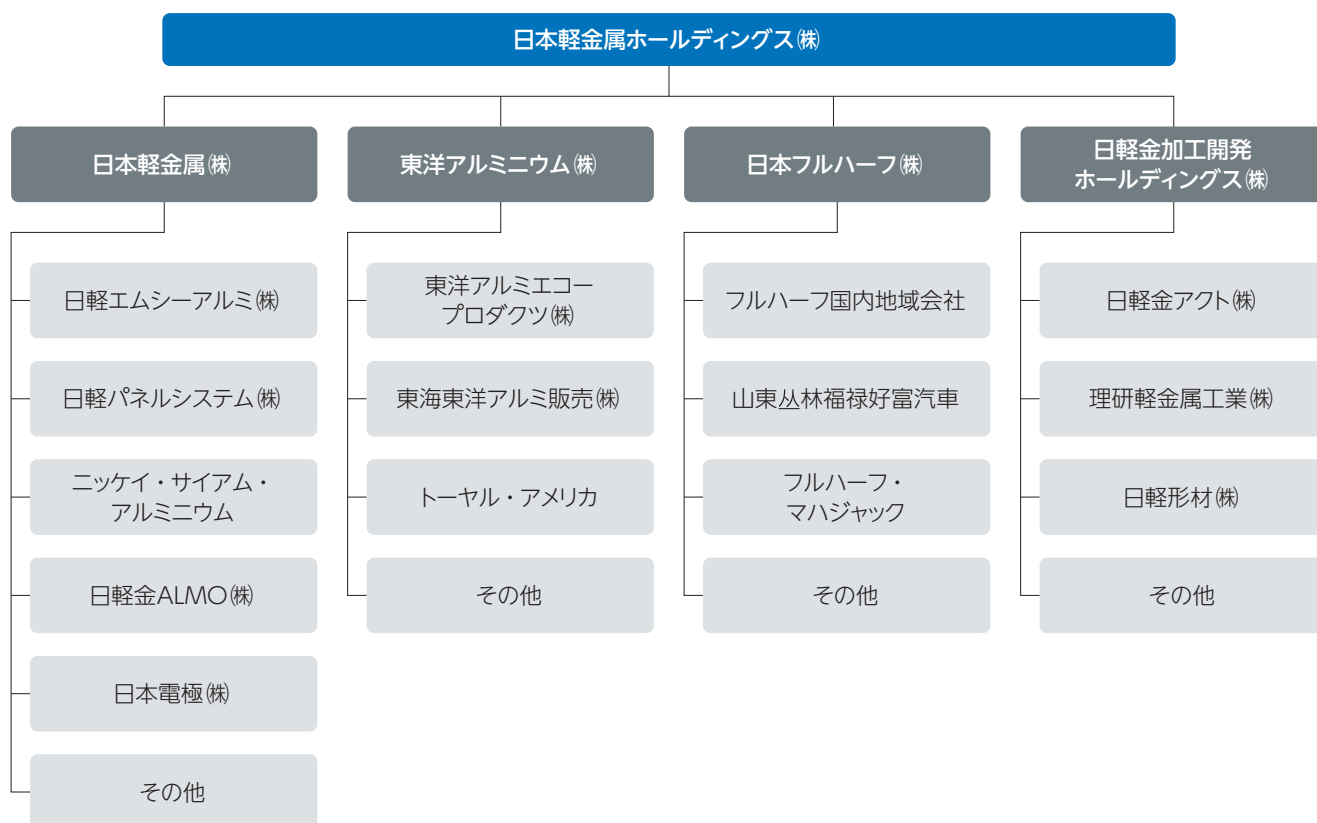 日本軽金属ホールディングス㈱
日本軽金属㈱
東洋アルミニウム㈱
日本フルハーフ㈱
日軽金加工開発
ホールディングス㈱
日軽エムシーアルミ㈱
日軽パネルシステム㈱
ニッケイ・サイアム・
アルミニウム
日軽金ALMO㈱
日本電極㈱
その他
東洋アルミエコー
プロダクツ㈱
東海東洋アルミ販売㈱
トーヤル・アメリカ
その他
フルハーフ国内地域会社
山東丛林福禄好富汽車
フルハーフ・
マハジャック
その他
日軽金アクト㈱
理研軽金属工業㈱
日軽形材㈱
その他